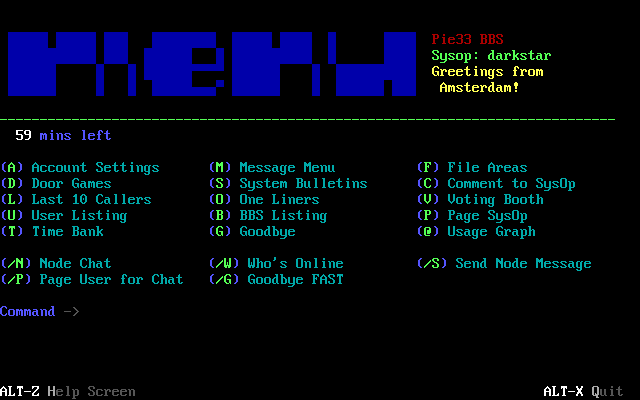 menu
Pie33 BBS
Sysop: darkstar
Greetings from
Amsterdam!
59 mins left
(A) Account Settings (M) Message Menu (F) File Areas
(D) Door Games (S) System Bulletins (C) Comment to SysOp
(L) Last 10 Callers (O) One Liners (V) Voting Booth
(U) User Listing (B) BBS Listing (P) Page SysOp
(T) Time Bank (G) Goodbye (@) Usage Graph
(/N) Node Chat (/W) Who's Online (/S) Send Node Message
(/P) Page User for Chat (/G) Goodbye FAST
Command ->
ALT-Z Help Screen ALT-X Quit